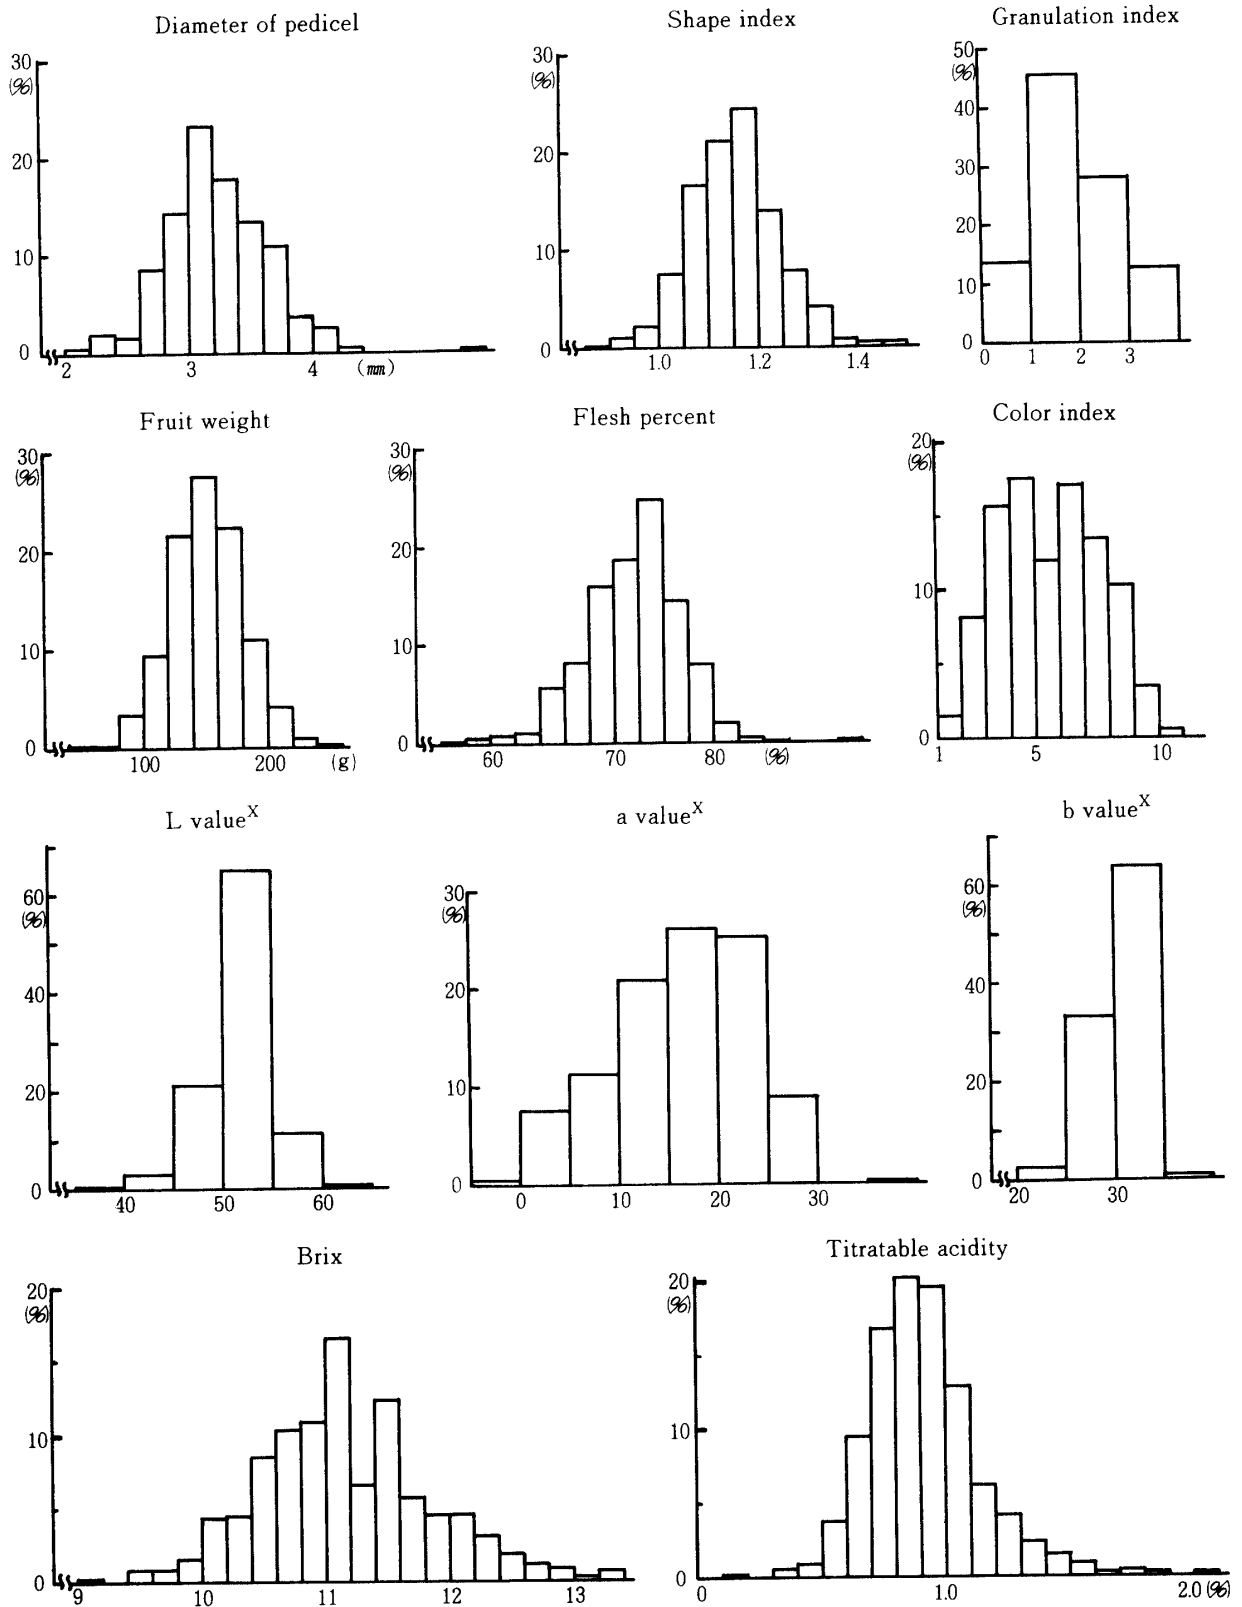 Diameter of pedicel
30
(%)
20
10
0
2 3 4 (mm)
Shape index
30
(%)
20
10
0
1.0 1.2 1.4
Granulation index
50
(%)
40
30
20
10
0
0 1 2 3
Fruit weight
30
(%)
20
10
0
100 200 (g)
Flesh percent
30
(%)
20
10
0
60 70 80 (%)
Color index
20
(%)
10
0
1 5 10
L value^X
60
(%)
40
20
0
40 50 60
a value^X
30
(%)
20
10
0
0 10 20 30
b value^X
60
(%)
40
20
0
20 30
Brix
20
(%)
10
0
9 10 11 12 13
Titratable acidity
20
(%)
10
0
0 1.0 2.0 (%)